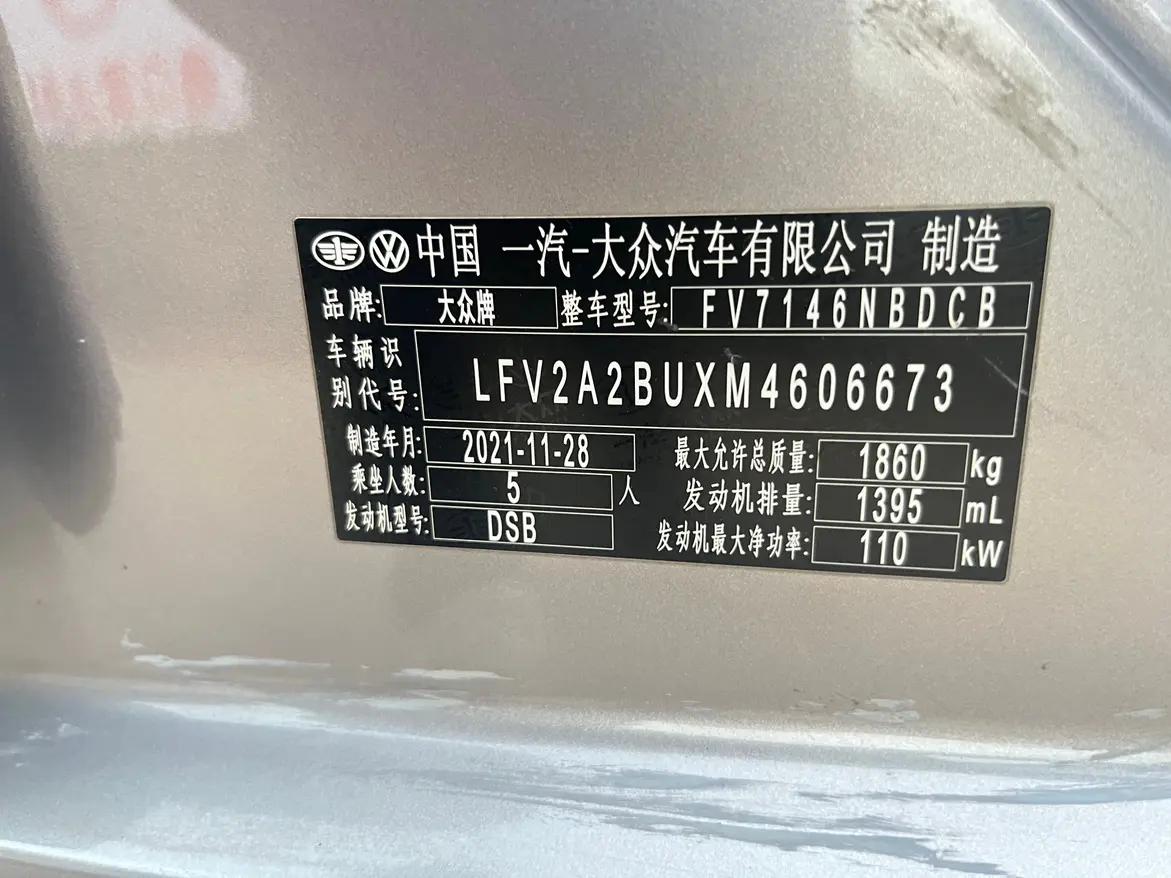 中国 一汽-大众汽车有限公司 制造
品牌: 大众牌 整车型号: FV7146NBDCB
车辆识别代号: LFV2A2BUXM4606673
制造年月: 2021-11-28 最大允许总质量: 1860 kg
乘坐人数: 5 人 发动机排量: 1395 mL
发动机型号: DSB 发动机最大净功率: 110 kW